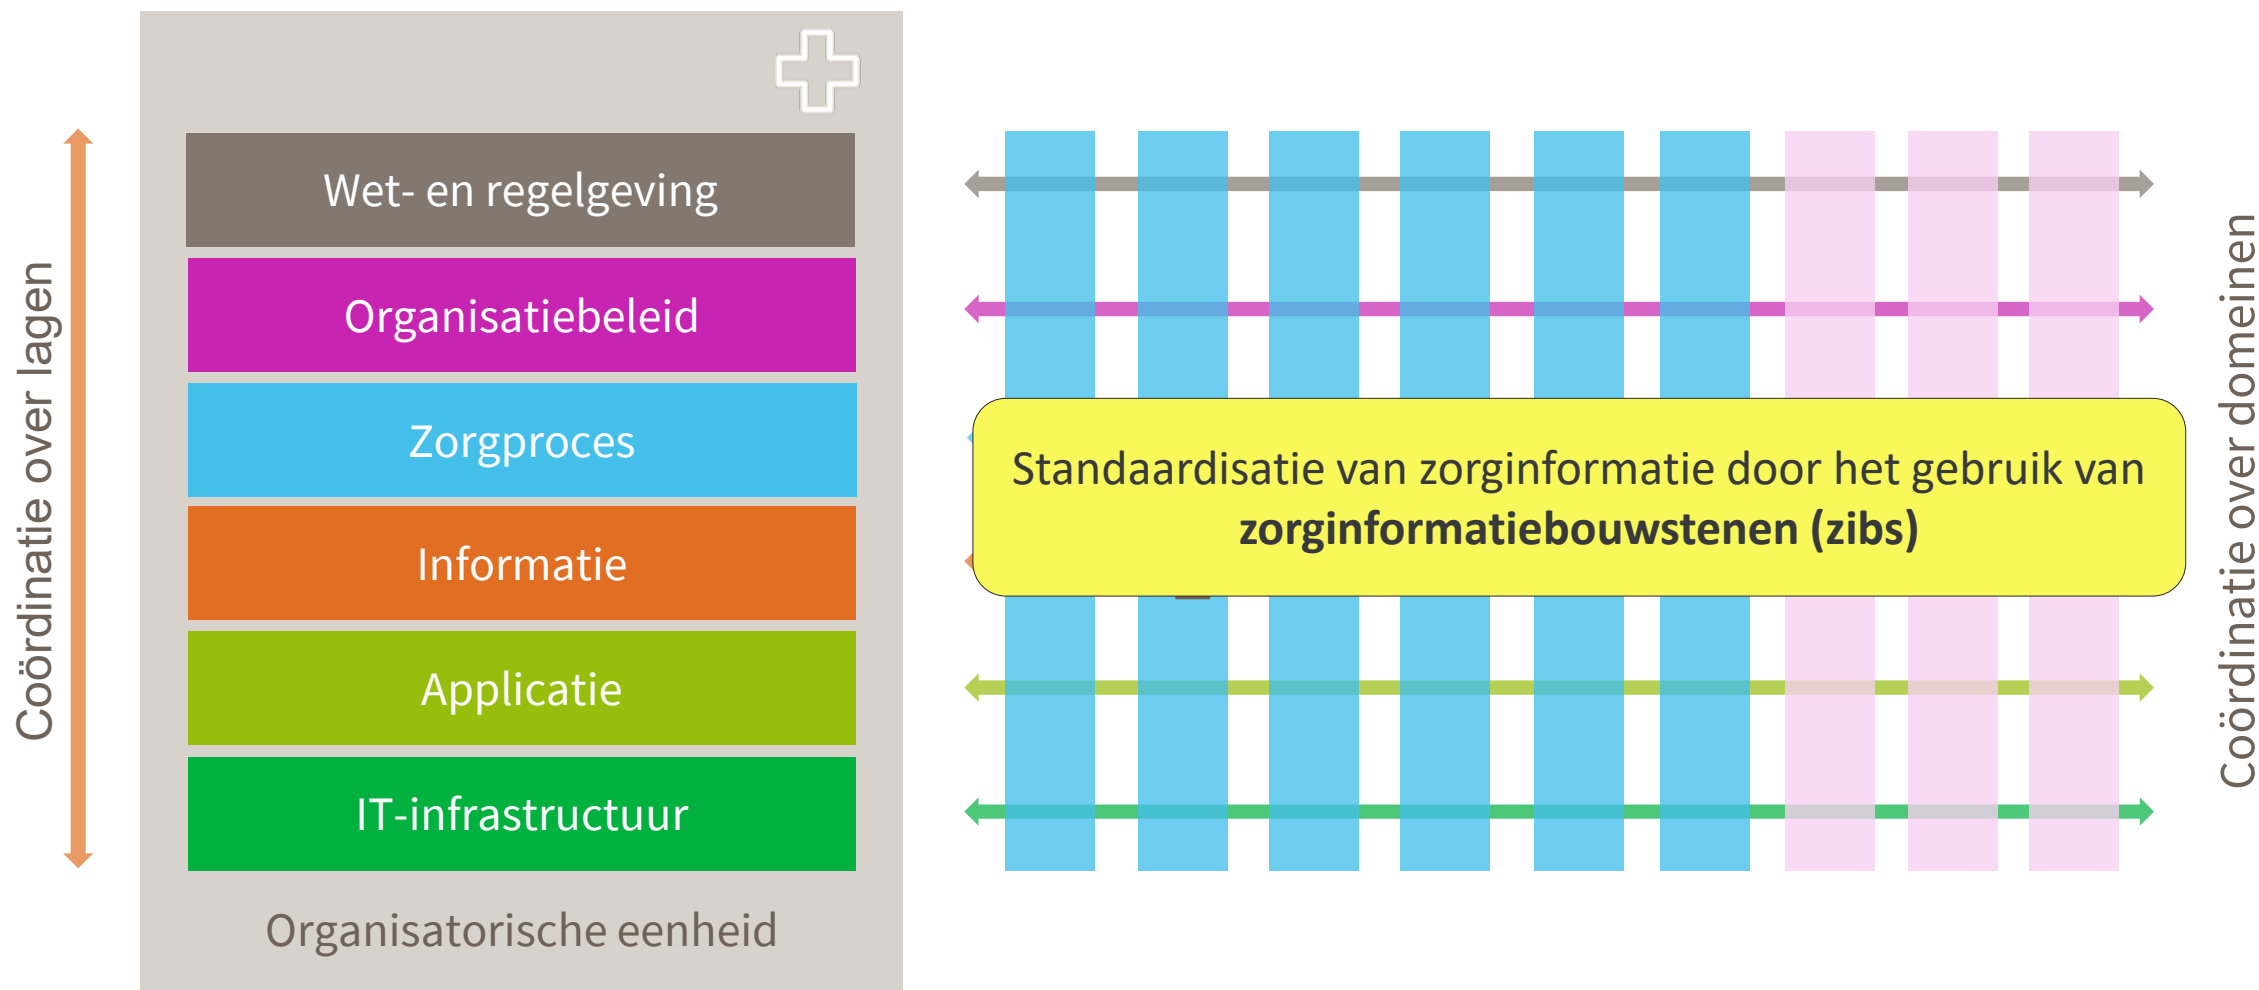 Coördinatie over lagen
Wet- en regelgeving
Organisatiebeleid
Zorgproces
Informatie
Applicatie
IT-infrastructuur
Organisatorische eenheid
Standaardisatie van zorginformatie door het gebruik van
zorginformatiebouwstenen (zibs)
Coördinatie over domeinen